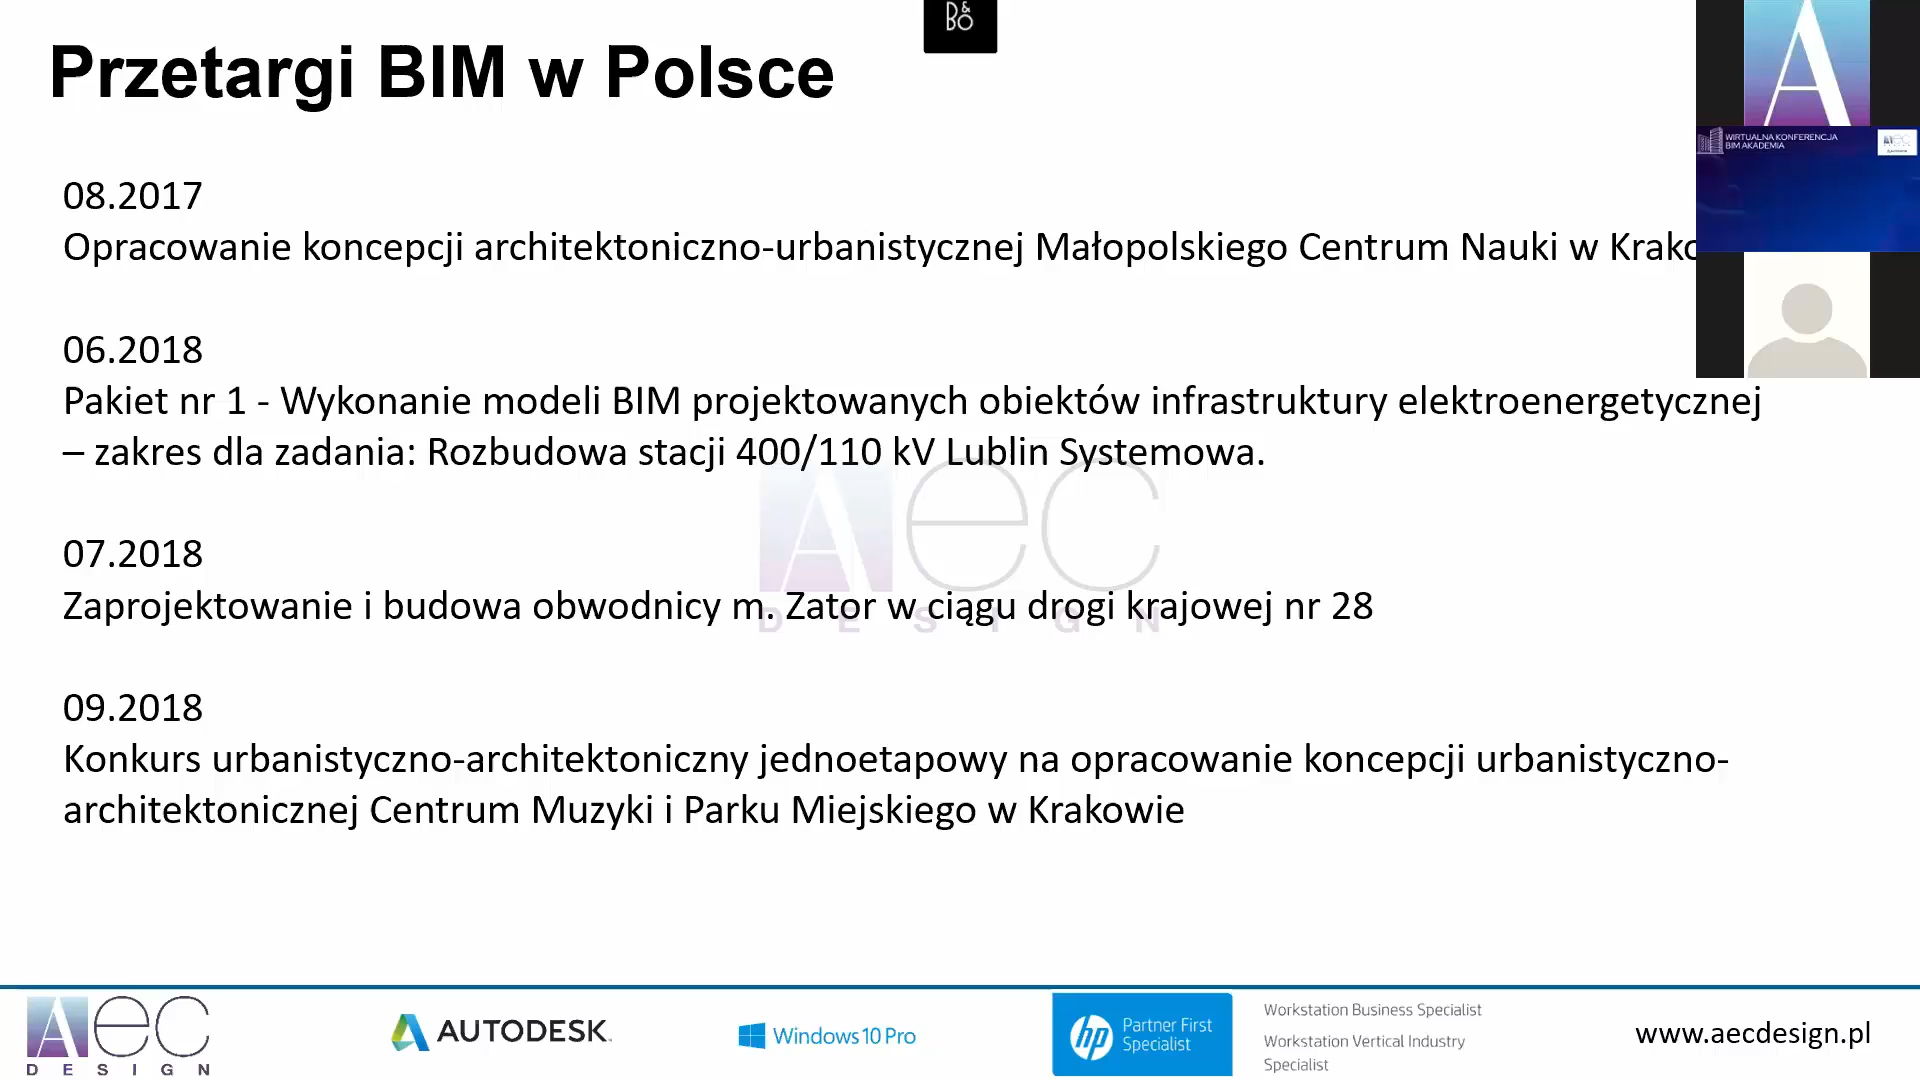 B&O
Przetargi BIM w Polsce
WIRTUALNA KONFERENCJA
BIM AKADEMIA
08.2017
Opracowanie koncepcji architektoniczno-urbanistycznej Małopolskiego Centrum Nauki w
06.2018
Pakiet nr 1 - Wykonanie modeli BIM projektowanych obiektów infrastruktury elektroenergetycznej
– zakres dla zadania: Rozbudowa stacji 400/110 kV Lublin Systemowa.
07.2018
Zaprojektowanie i budowa obwodnicy m. Zator w ciągu drogi krajowej nr 28
09.2018
Konkurs urbanistyczno-architektoniczny jednoetapowy na opracowanie koncepcji urbanistyczno-
architektonicznej Centrum Muzyki i Parku Miejskiego w Krakowie
Aec
DESIGN
Aec
DESIGN
AUTODESK.
Windows 10 Pro
hp
Partner First
Specialist
Workstation Business Specialist
Workstation Vertical Industry
Specialist
www.aecdesign.pl